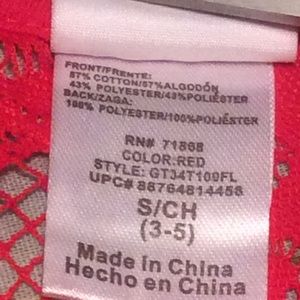 FRONT/FRENTE:
57% COTTON/57%ALGODÓN
43% POLYESTER/43%POLIÉSTER
BACK/ZAGA:
100% POLYESTER/100%POLIÉSTER
RN# 71868
COLOR:RED
STYLE: GT34T109FL
UPC# 88764814458
S/CH
(3-5)
Made in China
Hecho en China